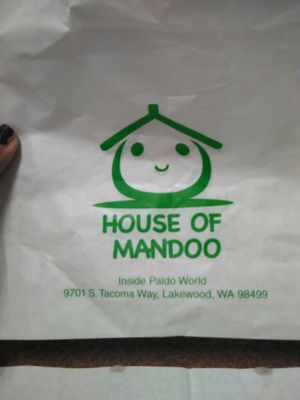 HOUSE OF
MANDOO
Inside Paldo World
9701 S. Tacoma Way, Lakewood, WA 98499